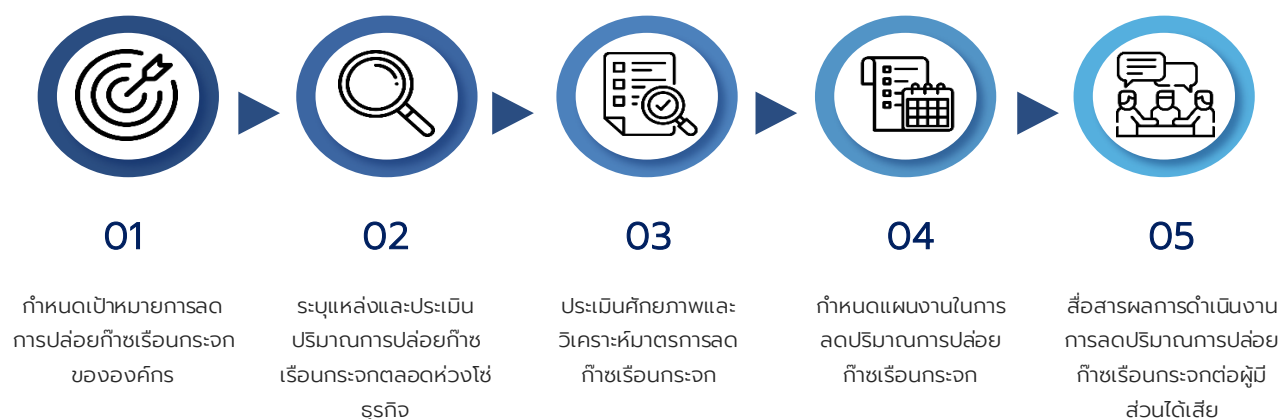 01
กำหนดเป้าหมายการลด
การปล่อยก๊าซเรือนกระจก
ขององค์กร
02
ระบุแหล่งและประเมิน
ปริมาณการปล่อยก๊าซ
เรือนกระจกตลอดห่วงโซ่
ธุรกิจ
03
ประเมินศักยภาพและ
วิเคราะห์มาตรการลด
ก๊าซเรือนกระจก
04
กำหนดแผนงานในการ
ลดปริมาณการปล่อย
ก๊าซเรือนกระจก
05
สื่อสารผลการดำเนินงาน
การลดปริมาณการปล่อย
ก๊าซเรือนกระจกต่อผู้มี
ส่วนได้เสีย